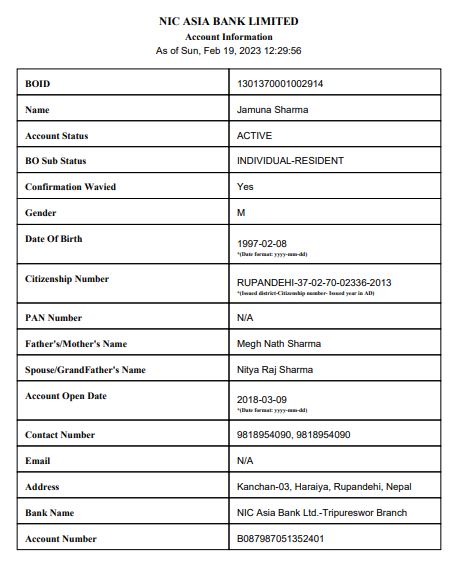 NIC ASIA BANK LIMITED
Account Information
As of Sun, Feb 19, 2023 12:29:56
BOID 1301370001002914
Name Jamuna Sharma
Account Status ACTIVE
BO Sub Status INDIVIDUAL-RESIDENT
Confirmation Wavied Yes
Gender M
Date Of Birth 1997-02-08
*(Date format: yyyy-mm-dd)
Citizenship Number RUPANDEHI-37-02-70-02336-2013
*(Issued district-Citizenship number- Issued year in AD)
PAN Number N/A
Father's/Mother's Name Megh Nath Sharma
Spouse/GrandFather's Name Nitya Raj Sharma
Account Open Date 2018-03-09
*(Date format: yyyy-mm-dd)
Contact Number 9818954090, 9818954090
Email N/A
Address Kanchan-03, Haraiya, Rupandehi, Nepal
Bank Name NIC Asia Bank Ltd.-Tripureswor Branch
Account Number B087987051352401